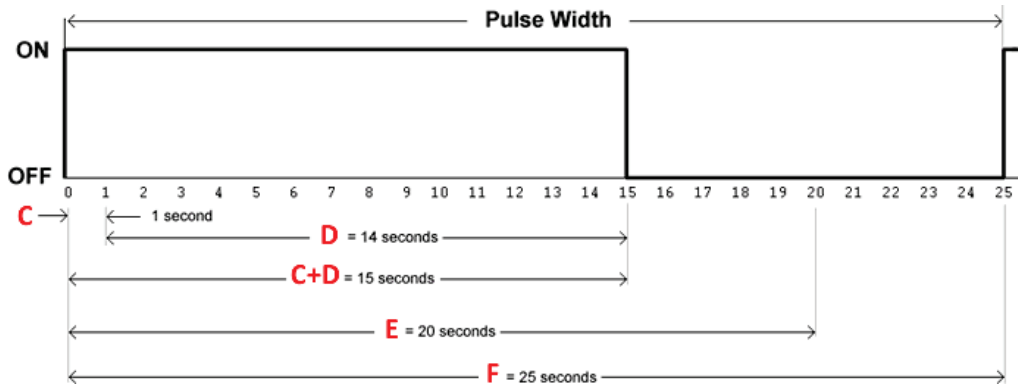 Pulse Width
ON
OFF
0 1 2 3 4 5 6 7 8 9 10 11 12 13 14 15 16 17 18 19 20 21 22 23 24 25
C 1 second
D = 14 seconds
C+D = 15 seconds
E = 20 seconds
F = 25 seconds